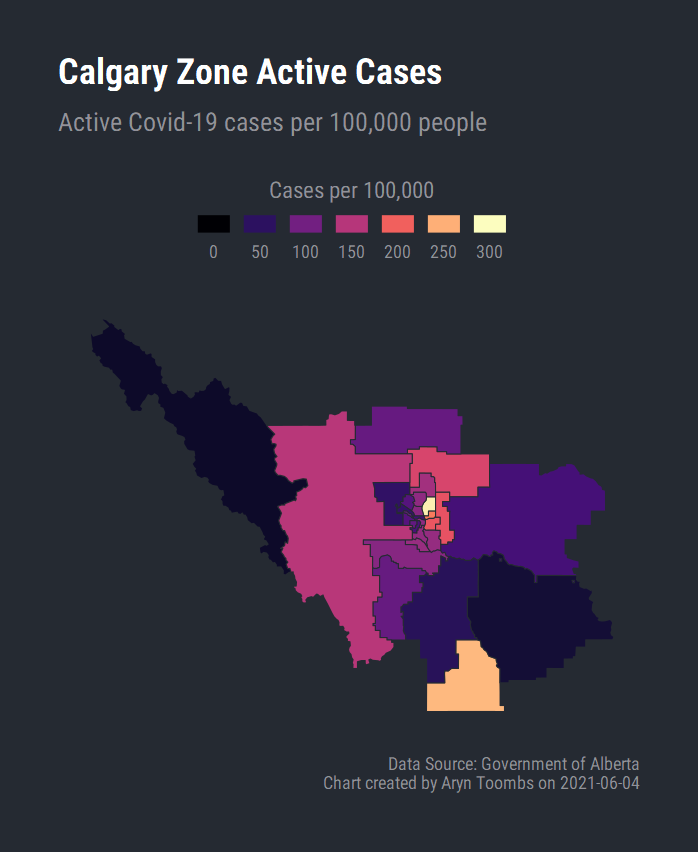 Calgary Zone Active Cases
Active Covid-19 cases per 100,000 people
Cases per 100,000
0 50 100 150 200 250 300
Data Source: Government of Alberta
Chart created by Aryn Toombs on 2021-06-04